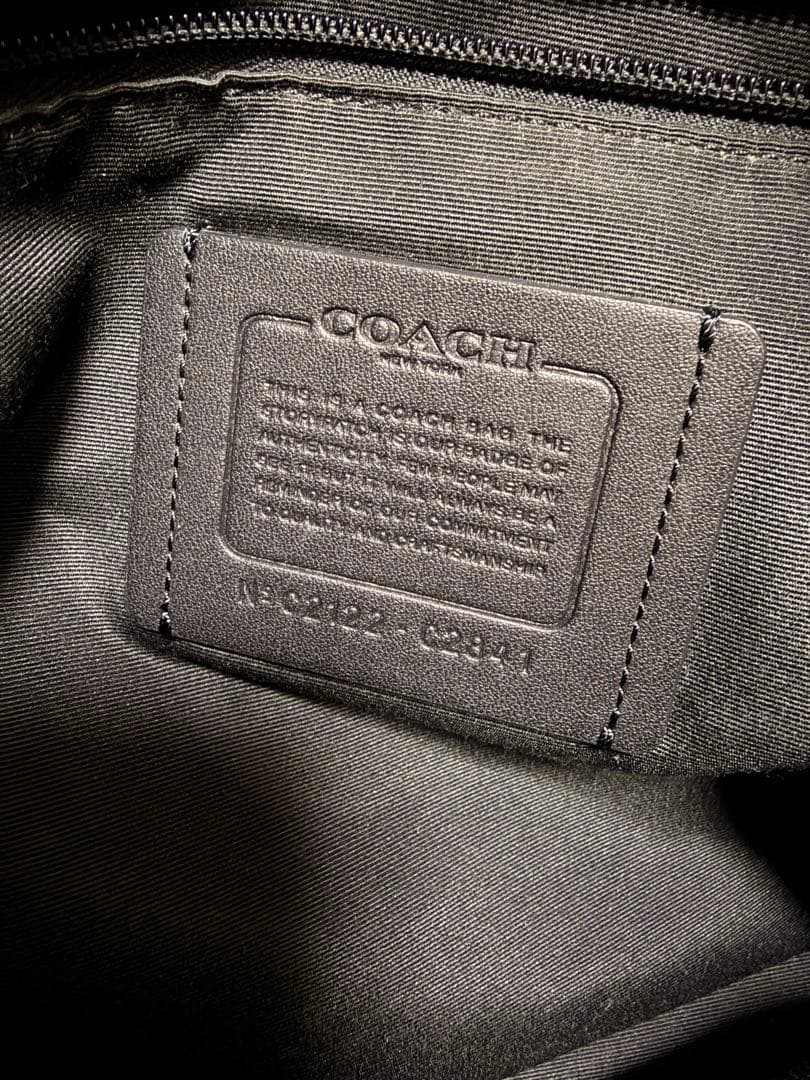 COACH
NEW YORK
THIS IS A COACH BAG. THE
STORYPATCH IS OUR BADGE OF
AUTHENTICITY. FEW PEOPLE MAY
SEE IT BUT IT WILL ALWAYS BE A
REMINDER OF OUR COMMITMENT
TO QUALITY AND CRAFTSMANSHIP.
Nº C2122 - C2841